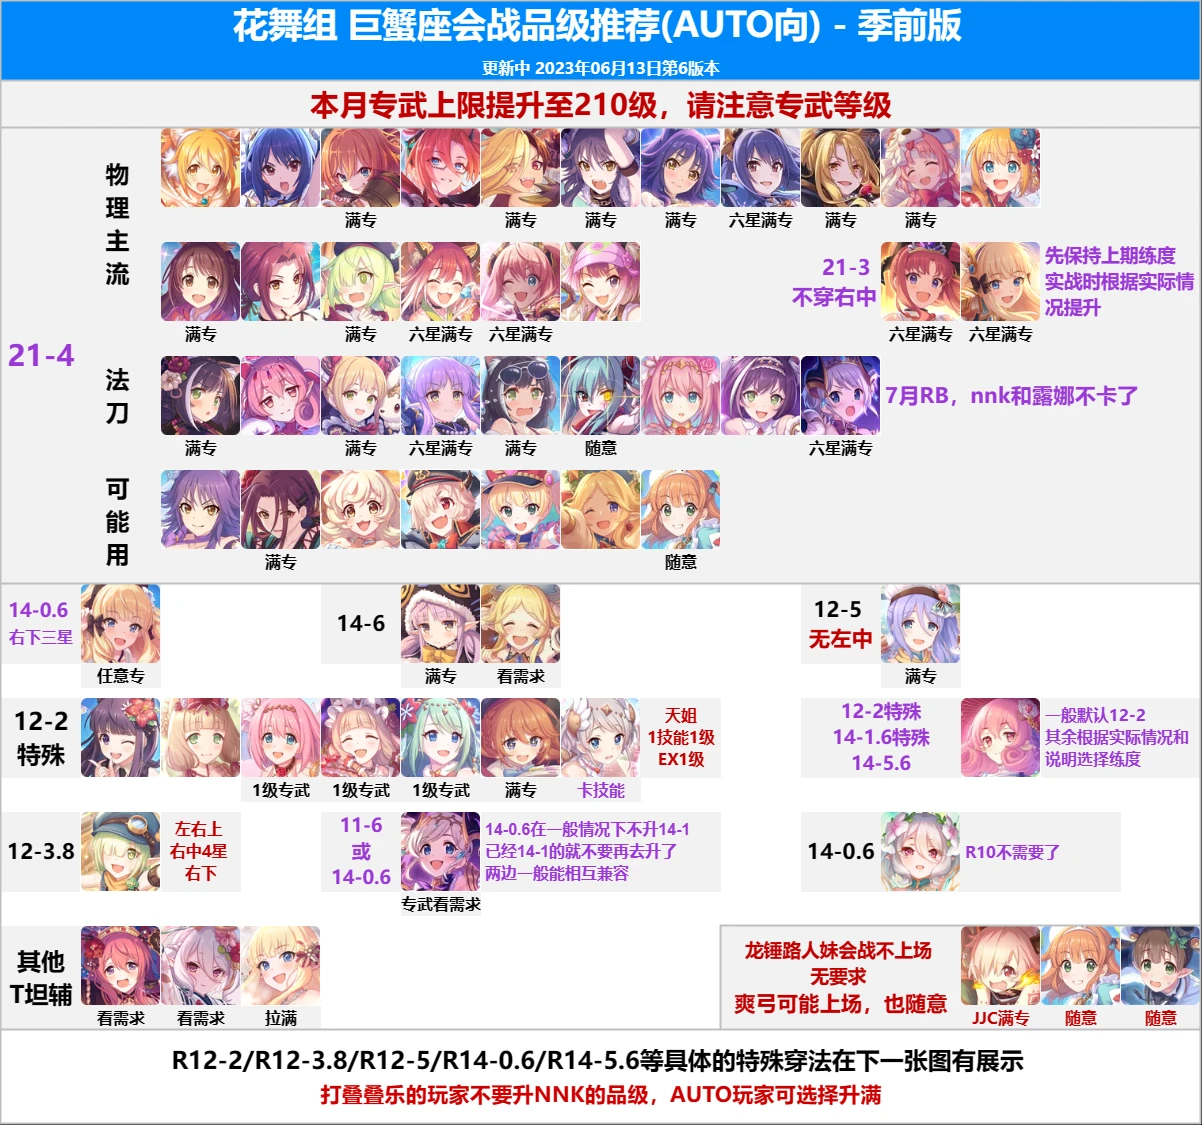 花舞组 巨蟹座会战品级推荐(AUTO向) - 季前版
更新中 2023年06月13日第6版本
本月专武上限提升至210级，请注意专武等级
21-4
物理主流
满专
满专
满专
满专
六星满专
满专
满专
满专
满专
六星满专
六星满专
21-3
不穿右中
六星满专
六星满专
先保持上期练度
实战时根据实际情
况提升
法刀
满专
满专
六星满专
满专
随意
六星满专
7月RB，nnk和露娜不卡了
可能用
满专
随意
14-0.6
右下三星
任意专
14-6
满专
看需求
12-5
无左中
满专
12-2
特殊
1级专武
1级专武
1级专武
满专
卡技能
天姐
1技能1级
EX1级
12-2特殊
14-1.6特殊
14-5.6
一般默认12-2
其余根据实际情况和
说明选择练度
12-3.8
左右上
右中4星
右下
11-6
或
14-0.6
专武看需求
14-0.6在一般情况下不升14-1
已经14-1的就不要再去升了
两边一般能相互兼容
14-0.6
R10不需要了
其他
T坦辅
看需求
看需求
拉满
龙锤路人妹会战不上场
无要求
爽弓可能上场，也随意
JJC满专
随意
随意
R12-2/R12-3.8/R12-5/R14-0.6/R14-5.6等具体的特殊穿法在下一张图有展示
打叠叠乐的玩家不要升NNK的品级，AUTO玩家可选择升满